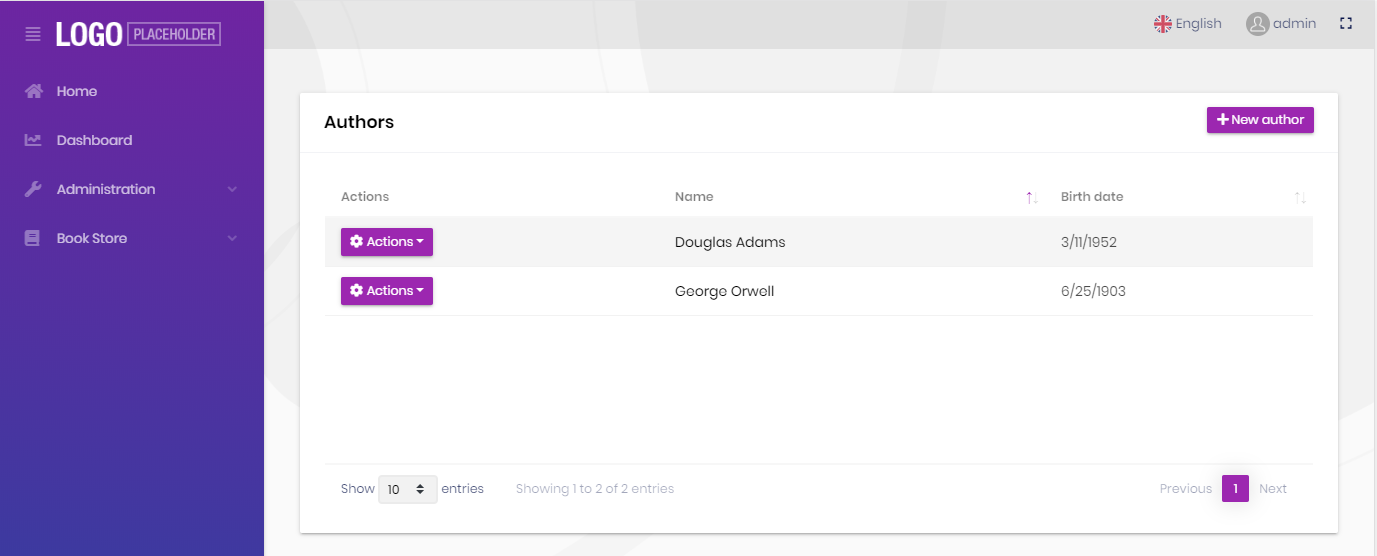 LOGO PLACEHOLDER
English
admin
Home
Dashboard
Administration
Book Store
Authors
New author
Actions Name Birth date
Actions Douglas Adams 3/11/1952
Actions George Orwell 6/25/1903
Show 10 entries Showing 1 to 2 of 2 entries Previous 1 Next